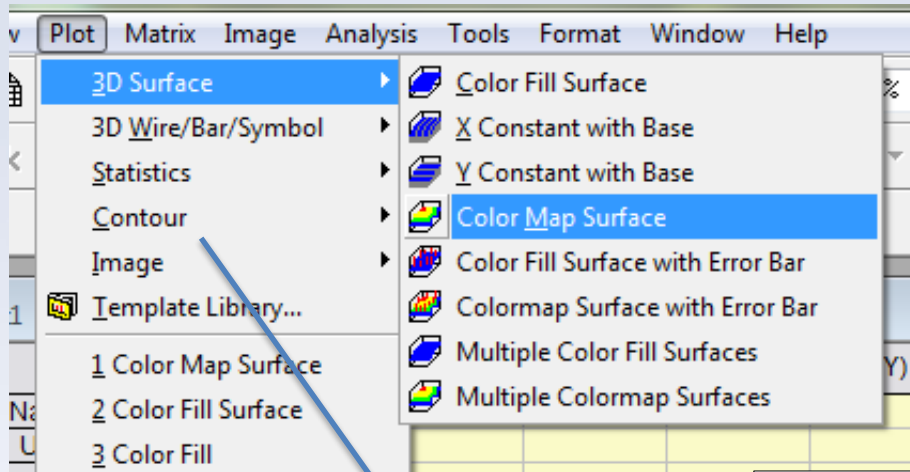 Plot Matrix Image Analysis Tools Format Window Help
3D Surface
3D Wire/Bar/Symbol
Statistics
Contour
Image
Template Library...
1 Color Map Surface
2 Color Fill Surface
3 Color Fill
Color Fill Surface
X Constant with Base
Y Constant with Base
Color Map Surface
Color Fill Surface with Error Bar
Colormap Surface with Error Bar
Multiple Color Fill Surfaces
Multiple Colormap Surfaces
%
1
Y)
Na
U